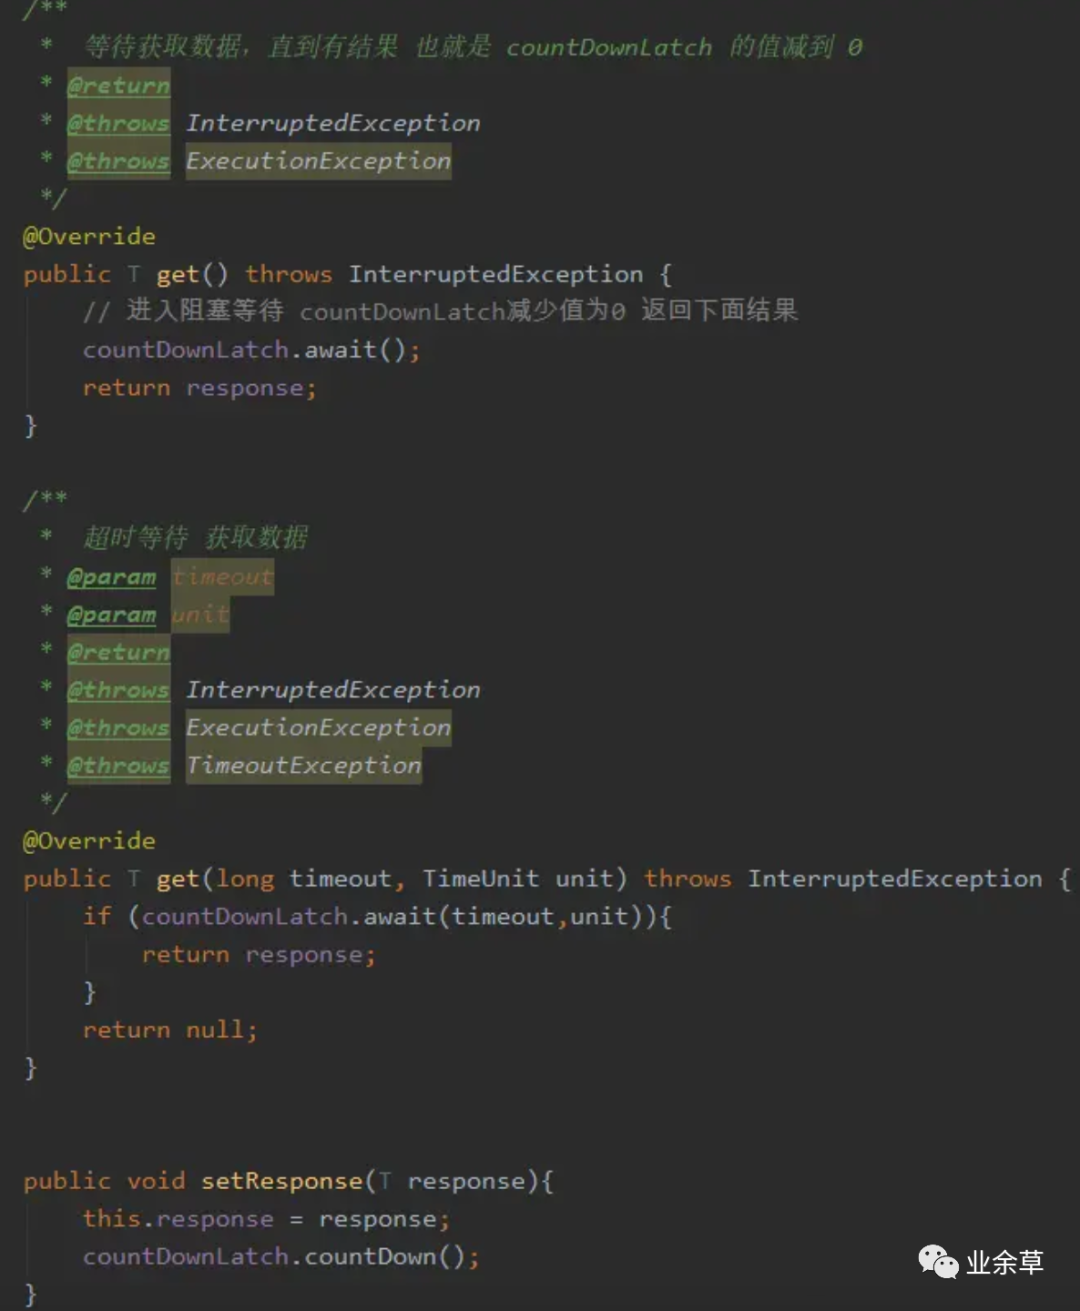 /**
 *  等待获取数据，直到有结果 也就是 countDownLatch 的值减到 0
 * @return
 * @throws InterruptedException
 * @throws ExecutionException
 */
@Override
public T get() throws InterruptedException {
    // 进入阻塞等待 countDownLatch减少值为0 返回下面结果
    countDownLatch.await();
    return response;
}
/**
 *  超时等待 获取数据
 * @param timeout
 * @param unit
 * @return
 * @throws InterruptedException
 * @throws ExecutionException
 * @throws TimeoutException
 */
@Override
public T get(long timeout, TimeUnit unit) throws InterruptedException {
    if (countDownLatch.await(timeout,unit)){
        return response;
    }
    return null;
}
public void setResponse(T response){
    this.response = response;
    countDownLatch.countDown();
}
业余草